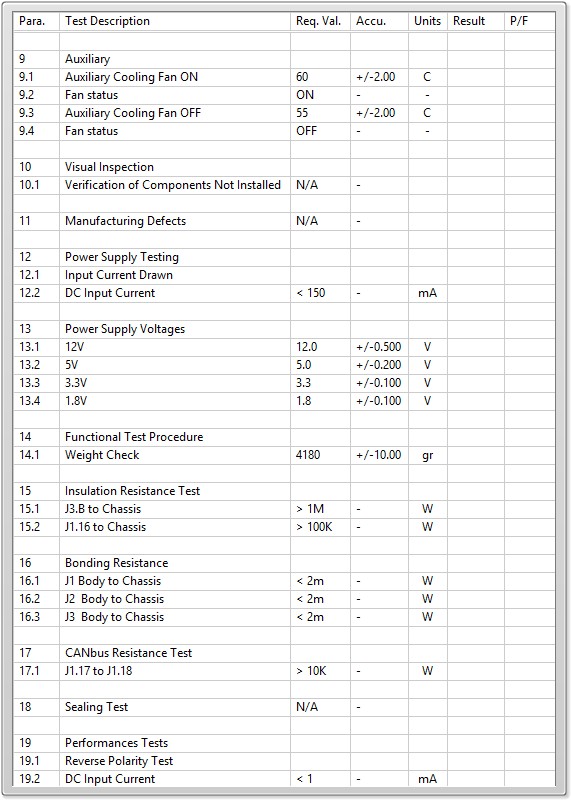 Para. Test Description Req. Val. Accu. Units Result P/F
9 Auxiliary
9.1 Auxiliary Cooling Fan ON 60 +/-2.00 C
9.2 Fan status ON - -
9.3 Auxiliary Cooling Fan OFF 55 +/-2.00 C
9.4 Fan status OFF - -
10 Visual Inspection
10.1 Verification of Components Not Installed N/A -
11 Manufacturing Defects N/A -
12 Power Supply Testing
12.1 Input Current Drawn
12.2 DC Input Current < 150 - mA
13 Power Supply Voltages
13.1 12V 12.0 +/-0.500 V
13.2 5V 5.0 +/-0.200 V
13.3 3.3V 3.3 +/-0.100 V
13.4 1.8V 1.8 +/-0.100 V
14 Functional Test Procedure
14.1 Weight Check 4180 +/-10.00 gr
15 Insulation Resistance Test
15.1 J3.B to Chassis > 1M - W
15.2 J1.16 to Chassis > 100K - W
16 Bonding Resistance
16.1 J1 Body to Chassis < 2m - W
16.2 J2 Body to Chassis < 2m - W
16.3 J3 Body to Chassis < 2m - W
17 CANbus Resistance Test
17.1 J1.17 to J1.18 > 10K - W
18 Sealing Test N/A -
19 Performances Tests
19.1 Reverse Polarity Test
19.2 DC Input Current < 1 - mA